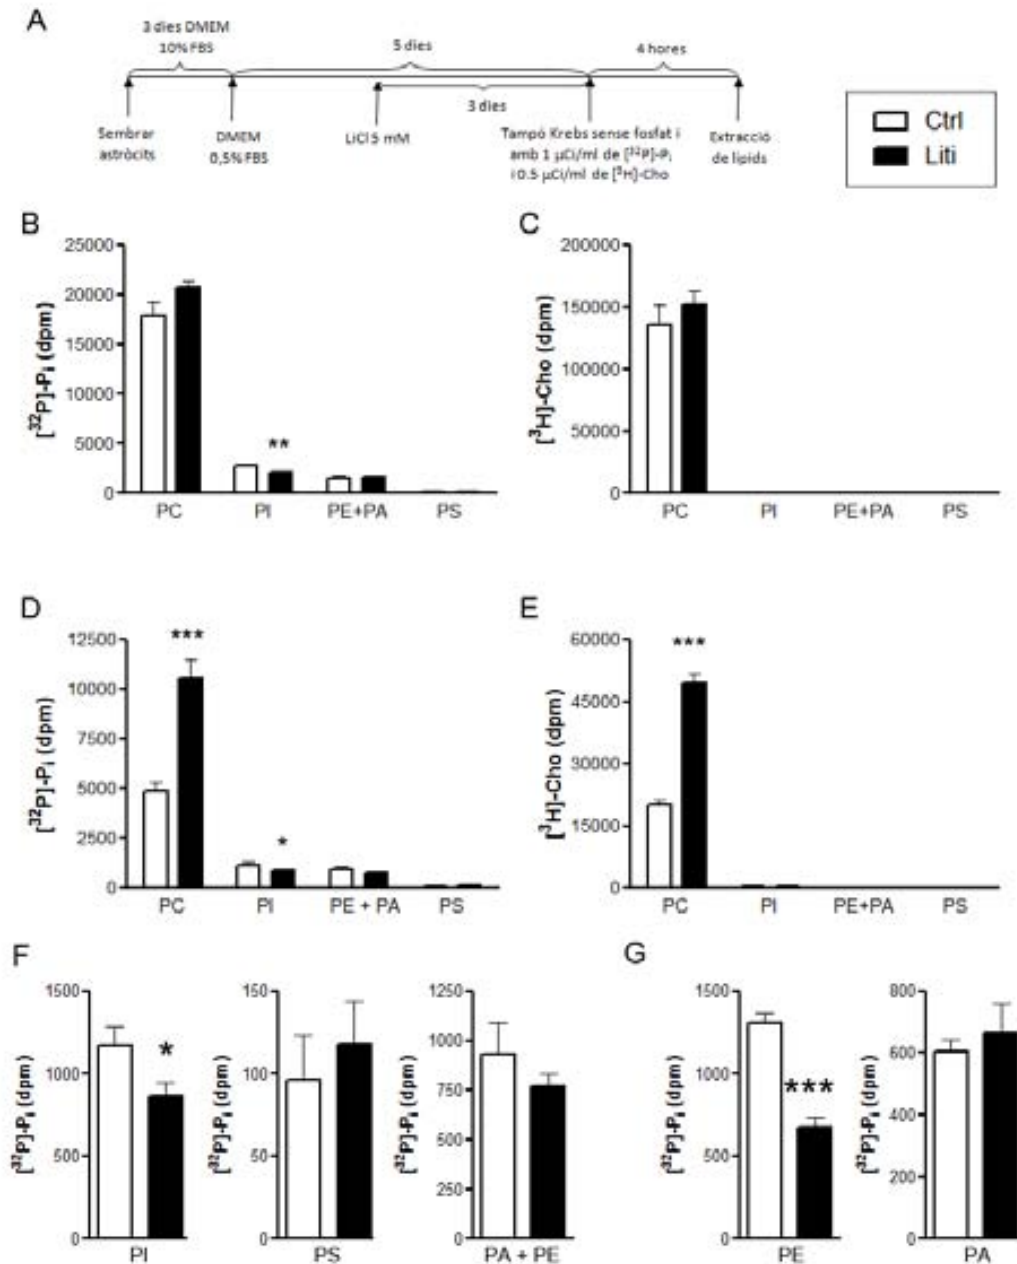 A
3 dies DMEM
10% FBS
5 dies
4 hores
3 dies
Sembrar
astròcits
DMEM
0,5% FBS
LiCl 5 mM
Tampó Krebs sense fosfat i
amb 1 µCi/ml de [³²P]-Pᵢ
i 0.5 µCi/ml de [³H]-Cho
Extracció
de lípids
Ctrl
Liti
B
[³²P]-Pᵢ (dpm)
25000
20000
15000
10000
5000
0
**
PC PI PE+PA PS
C
[³H]-Cho (dpm)
200000
150000
100000
50000
0
PC PI PE+PA PS
D
[³²P]-Pᵢ (dpm)
12500
10000
7500
5000
2500
0
***
*
PC PI PE + PA PS
E
[³H]-Cho (dpm)
60000
45000
30000
15000
0
***
PC PI PE+PA PS
F
[³²P]-Pᵢ (dpm)
1500
1000
500
0
*
PI
[³²P]-Pᵢ (dpm)
150
100
50
0
PS
[³²P]-Pᵢ (dpm)
1250
1000
750
500
250
0
PA + PE
G
[³²P]-Pᵢ (dpm)
1500
1000
500
0
***
PE
[³²P]-Pᵢ (dpm)
800
600
400
200
0
PA